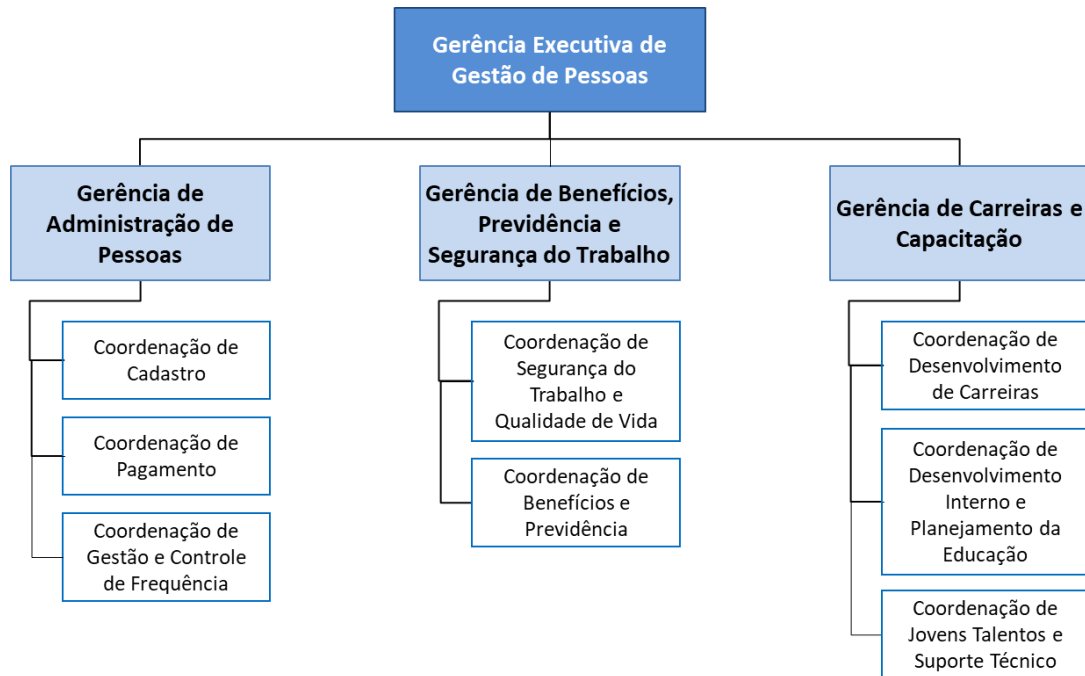 Gerência Executiva de
Gestão de Pessoas
Gerência de
Administração de
Pessoas
Coordenação de
Cadastro
Coordenação de
Pagamento
Coordenação de
Gestão e Controle
de Frequência
Gerência de Benefícios,
Previdência e
Segurança do Trabalho
Coordenação de
Segurança do
Trabalho e
Qualidade de Vida
Coordenação de
Benefícios e
Previdência
Gerência de Carreiras e
Capacitação
Coordenação de
Desenvolvimento
de Carreiras
Coordenação de
Desenvolvimento
Interno e
Planejamento da
Educação
Coordenação de
Jovens Talentos e
Suporte Técnico